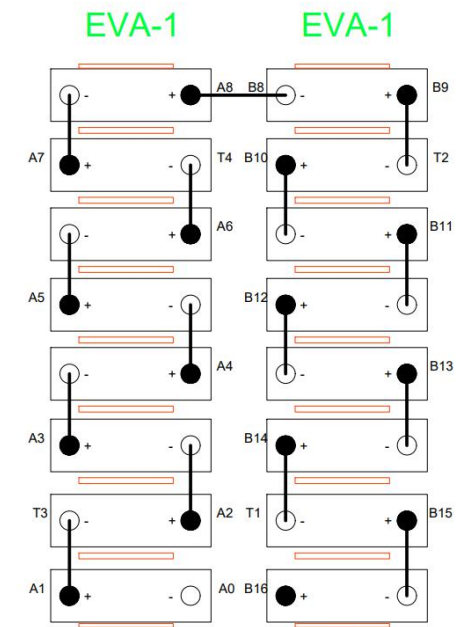 EVA-1 EVA-1
- + A8 B8 - + B9
A7 + - T4 B10 + - T2
- + A6 - + B11
A5 + - B12 + -
- + A4 - + B13
A3 + - B14 + -
T3 - + A2 T1 - + B15
A1 + - A0 B16 + -